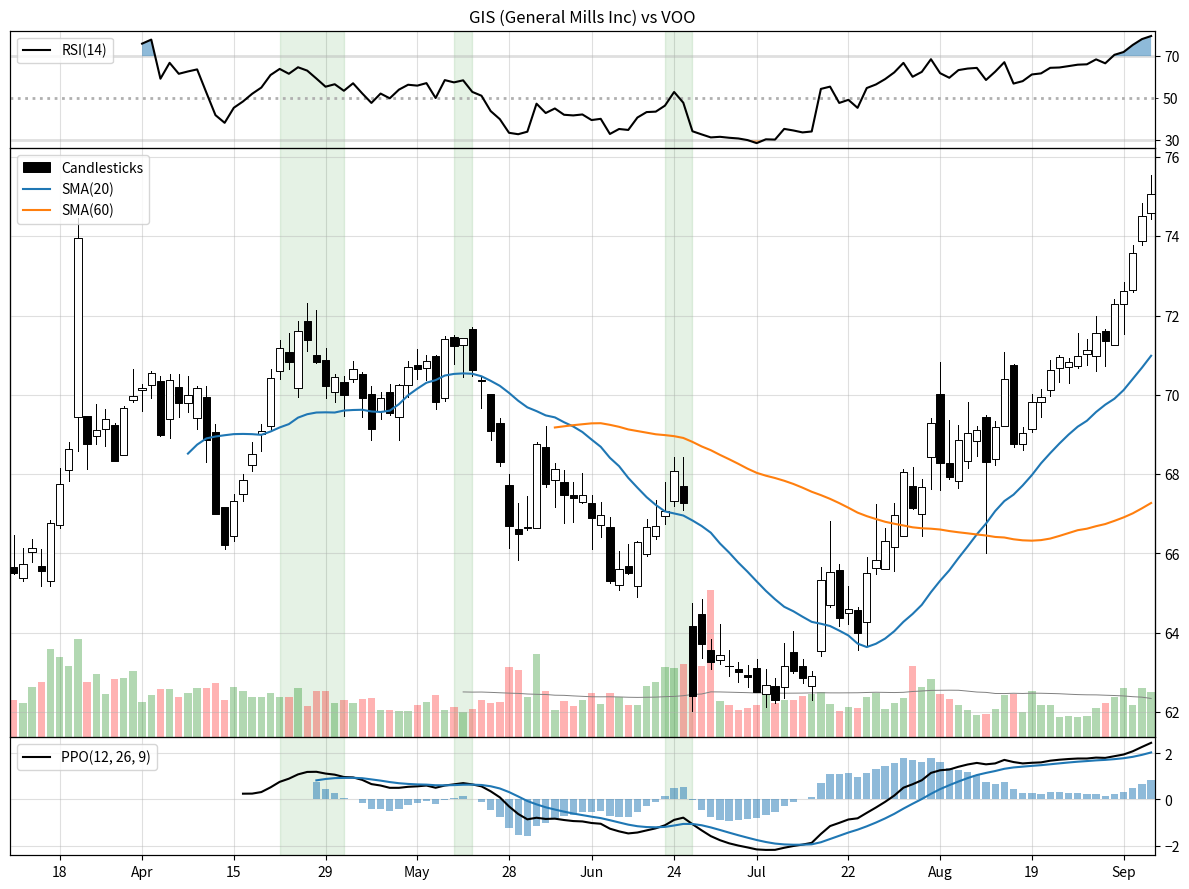 GIS (General Mills Inc) vs VOO
RSI(14)
70
50
30
Candlesticks
SMA(20)
SMA(60)
76
74
72
70
68
66
64
62
PPO(12, 26, 9)
2
0
−2
18 Apr 15 29 May 28 Jun 24 Jul 22 Aug 19 Sep